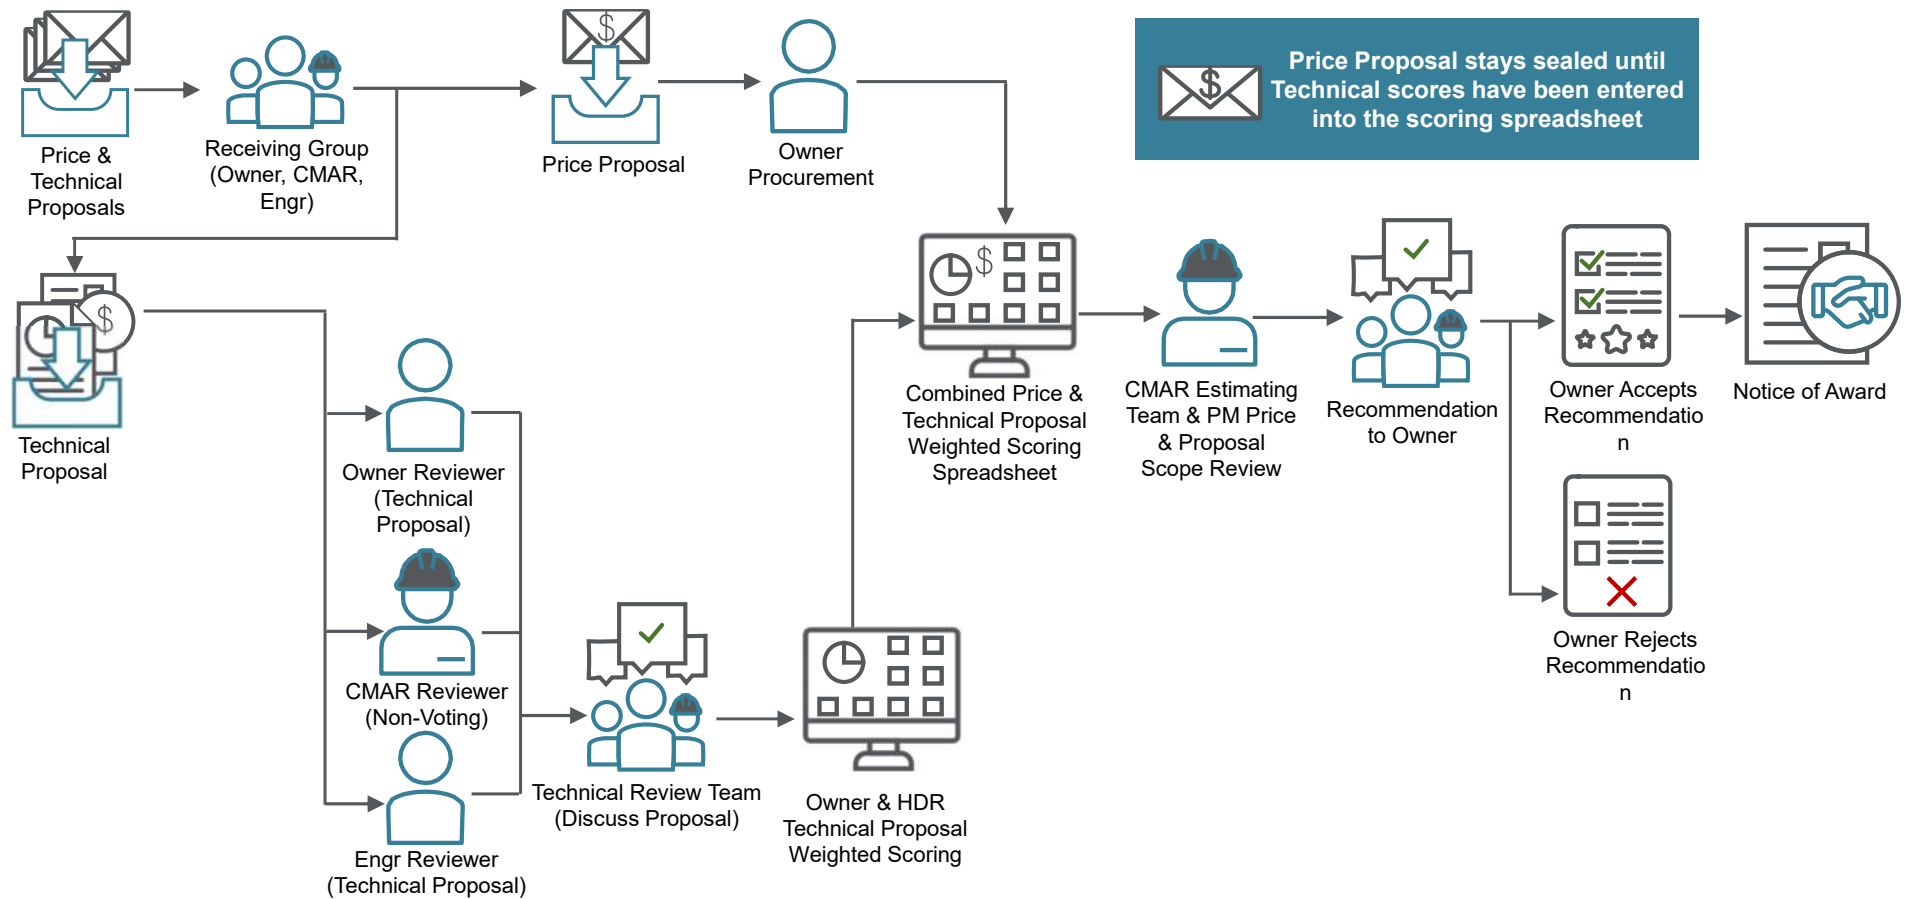 Price &
Technical
Proposals
Receiving Group
(Owner, CMAR,
Engr)
$
Price Proposal
Owner
Procurement
$
Price Proposal stays sealed until
Technical scores have been entered
into the scoring spreadsheet
$
Technical
Proposal
Owner Reviewer
(Technical
Proposal)
CMAR Reviewer
(Non-Voting)
Engr Reviewer
(Technical Proposal)
Technical Review Team
(Discuss Proposal)
Owner & HDR
Technical Proposal
Weighted Scoring
$
Combined Price &
Technical Proposal
Weighted Scoring
Spreadsheet
CMAR Estimating
Team & PM Price
& Proposal
Scope Review
Recommendation
to Owner
Owner Accepts
Recommendatio
n
Notice of Award
Owner Rejects
Recommendatio
n